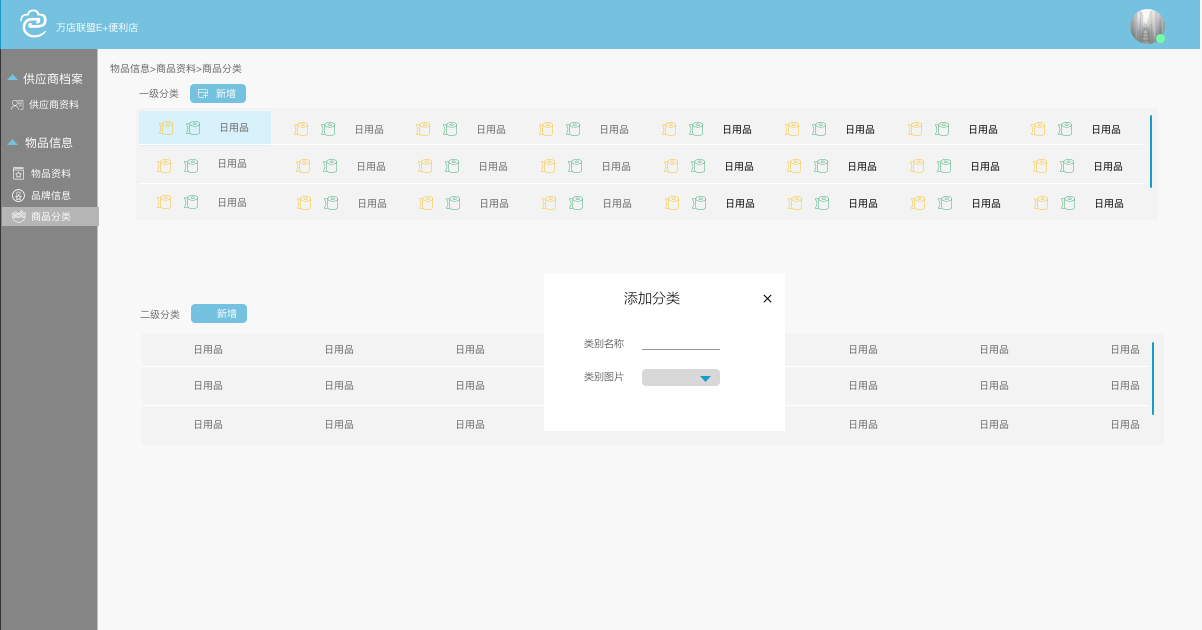 万店联盟E+便利店
供应商档案
供应商资料
物品信息
物品资料
品牌信息
商品分类
物品信息>商品资料>商品分类
一级分类 新增
日用品 日用品 日用品 日用品 日用品 日用品 日用品 日用品
日用品 日用品 日用品 日用品 日用品 日用品 日用品 日用品
日用品 日用品 日用品 日用品 日用品 日用品 日用品 日用品
二级分类 新增
日用品 日用品 日用品 日用品 日用品 日用品
日用品 日用品 日用品 日用品 日用品 日用品
日用品 日用品 日用品 日用品 日用品 日用品
添加分类 ×
类别名称
类别图片